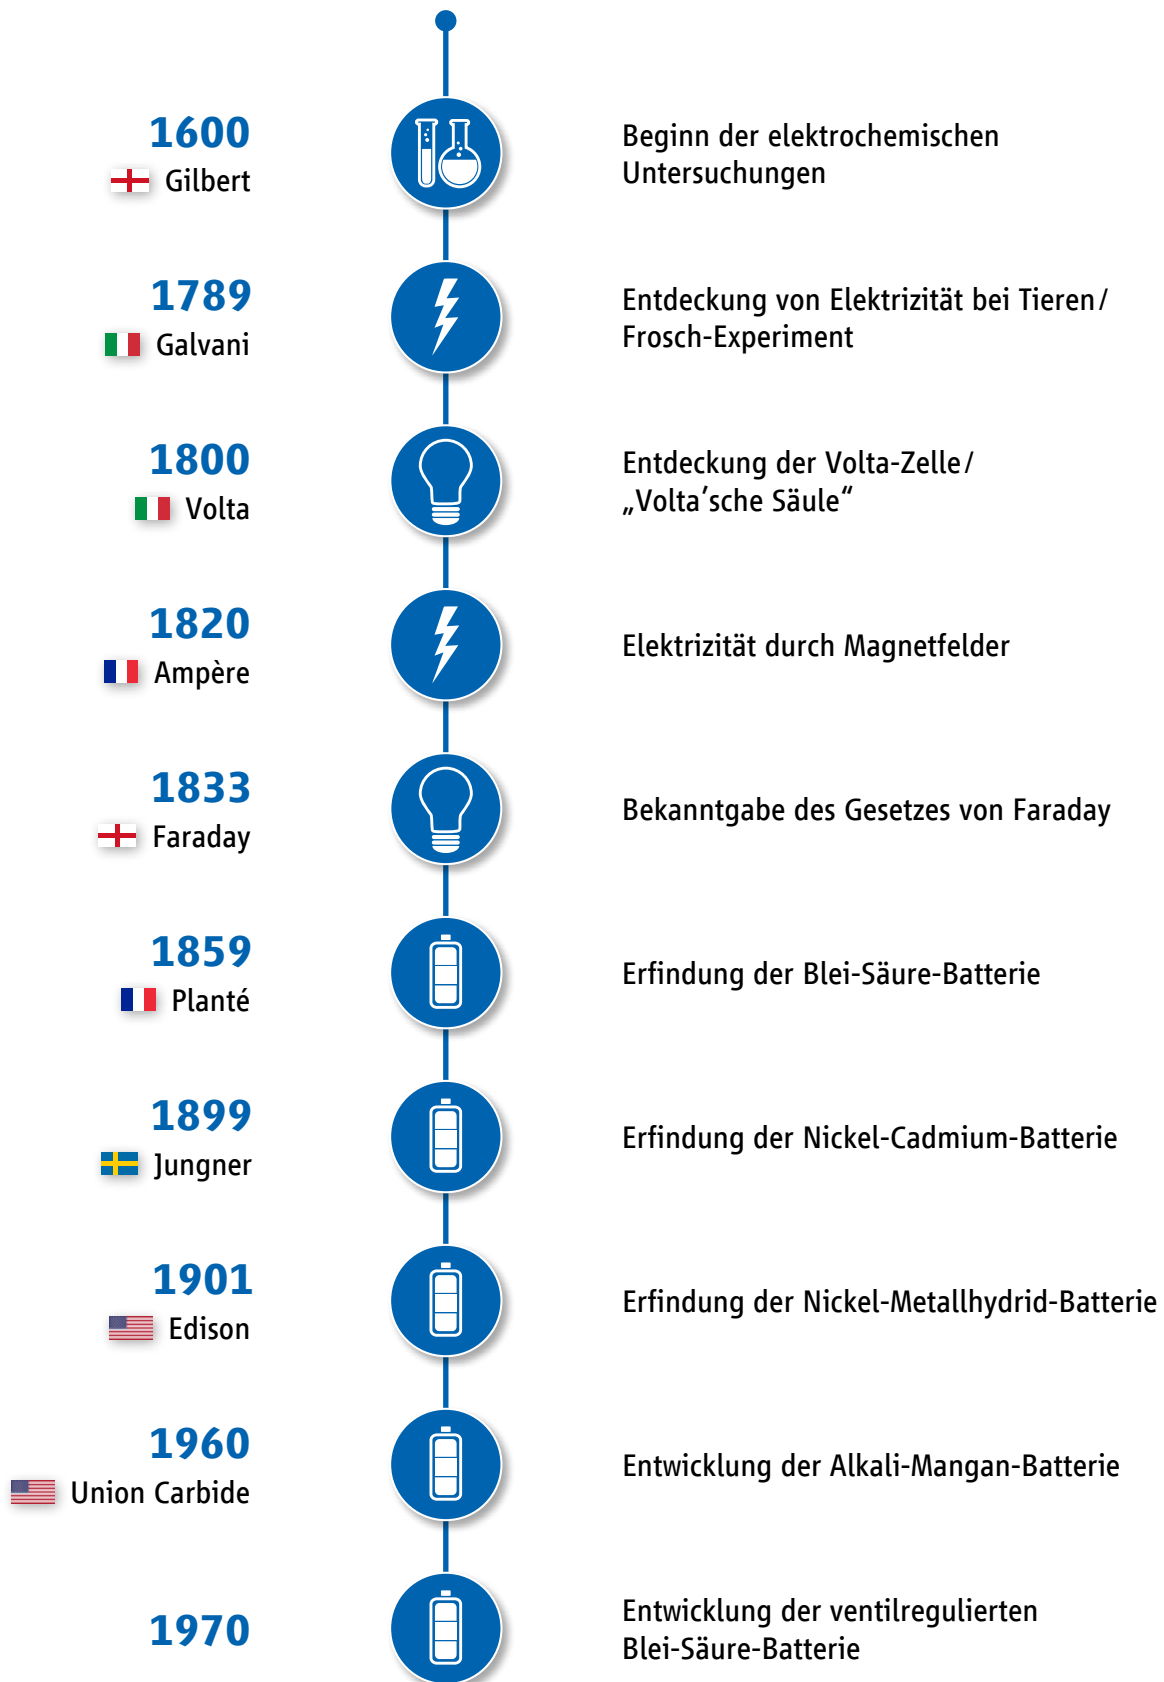 1600
Gilbert
Beginn der elektrochemischen
Untersuchungen
1789
Galvani
Entdeckung von Elektrizität bei Tieren/
Frosch-Experiment
1800
Volta
Entdeckung der Volta-Zelle/
„Volta’sche Säule“
1820
Ampère
Elektrizität durch Magnetfelder
1833
Faraday
Bekanntgabe des Gesetzes von Faraday
1859
Planté
Erfindung der Blei-Säure-Batterie
1899
Jungner
Erfindung der Nickel-Cadmium-Batterie
1901
Edison
Erfindung der Nickel-Metallhydrid-Batterie
1960
Union Carbide
Entwicklung der Alkali-Mangan-Batterie
1970
Entwicklung der ventilregulierten
Blei-Säure-Batterie